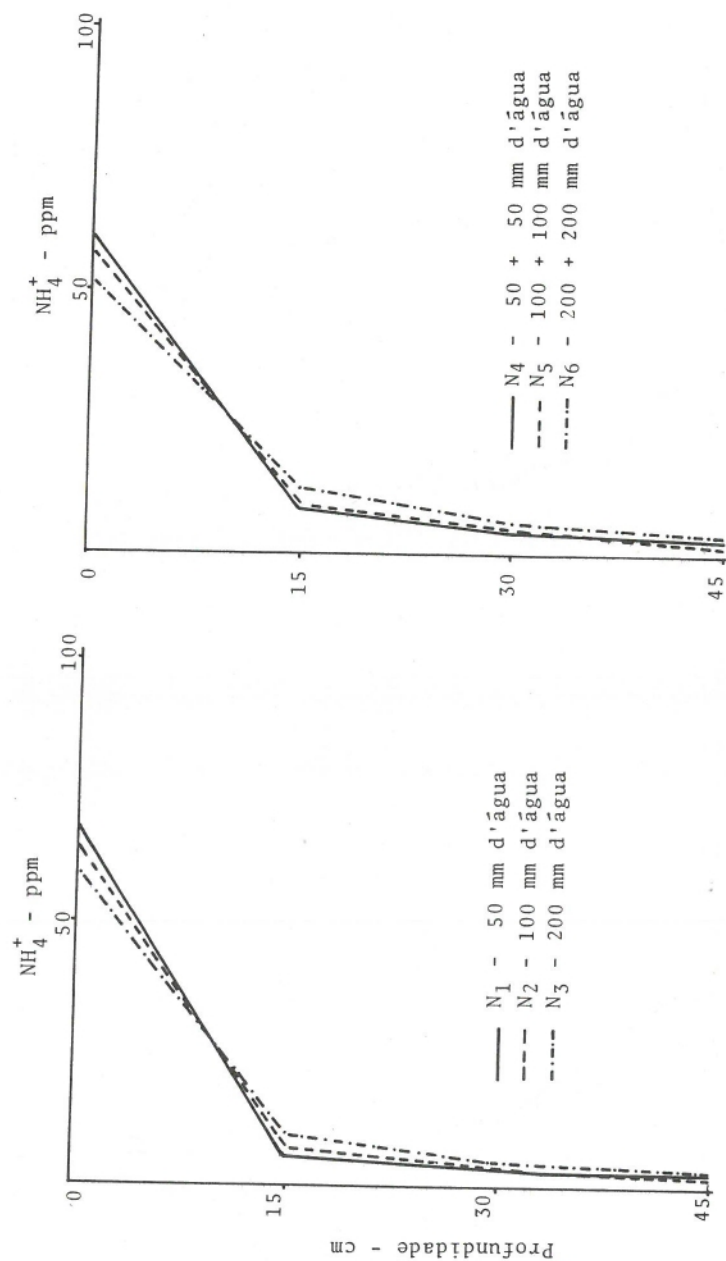 NH₄⁺ - ppm
0
50
100
15
30
45
Profundidade - cm
N₁ - 50 mm d'água
N₂ - 100 mm d'água
N₃ - 200 mm d'água
NH₄⁺ - ppm
0
50
100
15
30
45
N₄ - 50 + 50 mm d'água
N₅ - 100 + 100 mm d'água
N₆ - 200 + 200 mm d'água